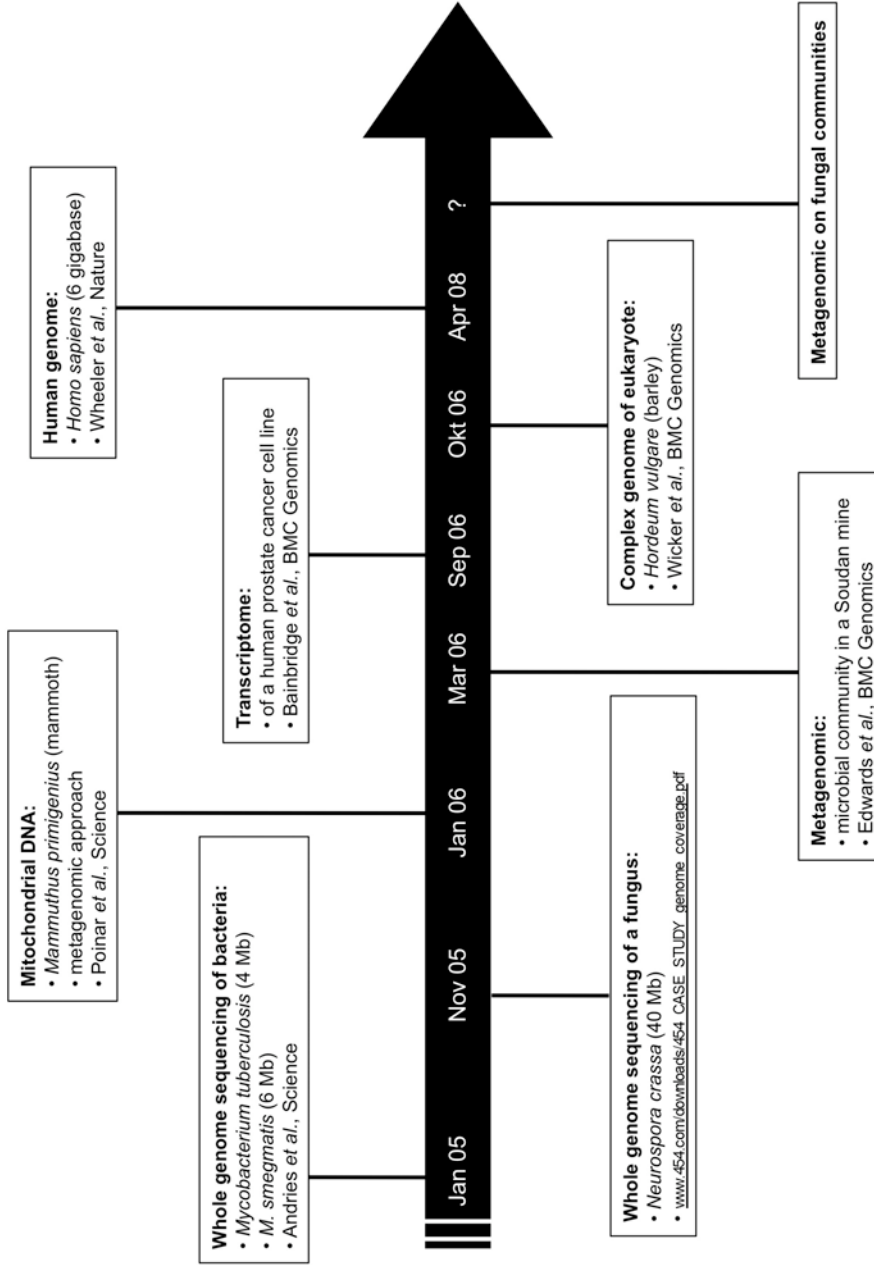 Mitochondrial DNA:
• Mammuthus primigenius (mammoth)
• metagenomic approach
• Poinar et al., Science
Human genome:
• Homo sapiens (6 gigabase)
• Wheeler et al., Nature
Whole genome sequencing of bacteria:
• Mycobacterium tuberculosis (4 Mb)
• M. smegmatis (6 Mb)
• Andries et al., Science
Transcriptome:
• of a human prostate cancer cell line
• Bainbridge et al., BMC Genomics
Jan 05
Nov 05
Jan 06
Mar 06
Sep 06
Okt 06
Apr 08
?
Whole genome sequencing of a fungus:
• Neurospora crassa (40 Mb)
• www.454.com/downloads/454_CASE_STUDY_genome_coverage.pdf
Complex genome of eukaryote:
• Hordeum vulgare (barley)
• Wicker et al., BMC Genomics
Metagenomic:
• microbial community in a Soudan mine
• Edwards et al., BMC Genomics
Metagenomic on fungal communities